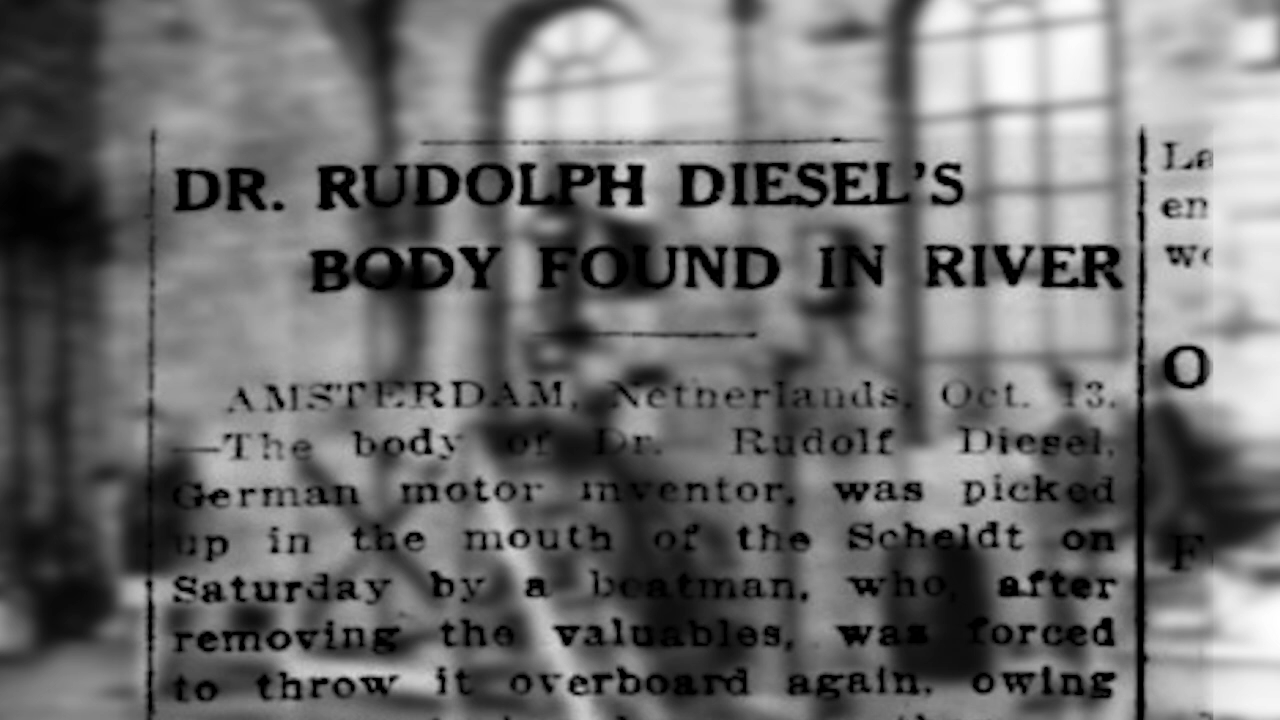 DR. RUDOLPH DIESEL'S
BODY FOUND IN RIVER
AMSTERDAM, Netherlands, Oct. 13.
—The body of Dr. Rudolf Diesel,
German motor inventor, was picked
up in the mouth of the Scheldt on
Saturday by a boatman, who, after
removing the valuables, was forced
to throw it overboard again, owing
La
en
O
F